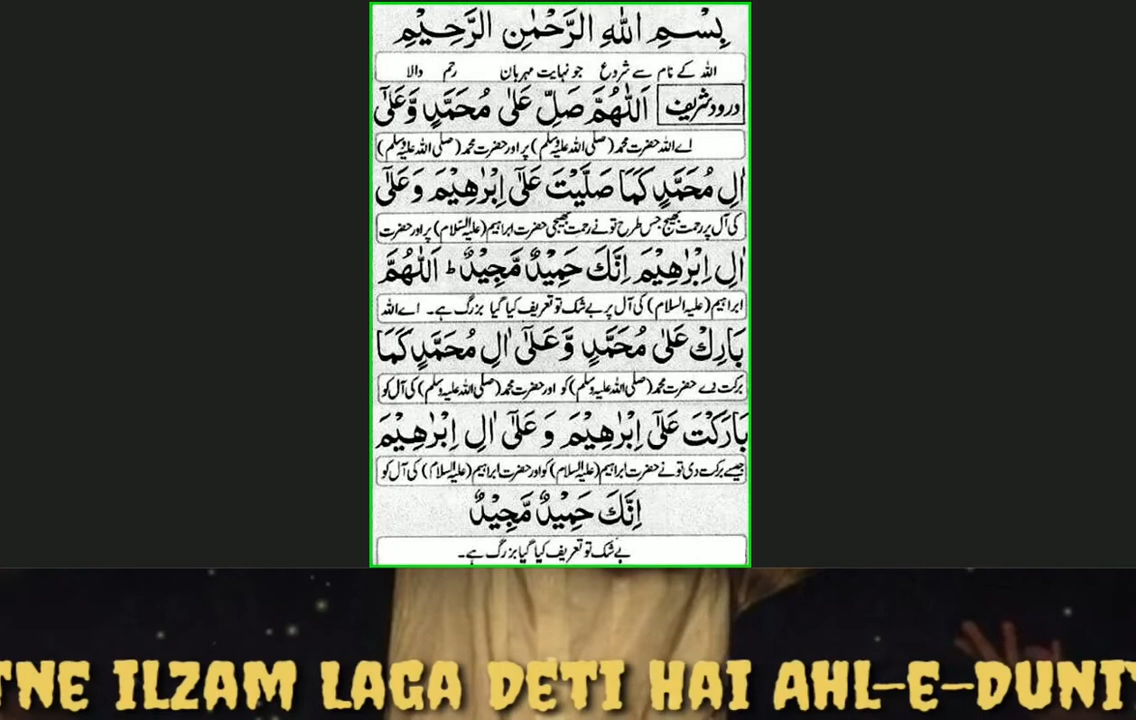 بِسْمِ اللّٰهِ الرَّحْمٰنِ الرَّحِیْمِ
اللہ کے نام سے شروع جو نہایت مہربان رحم والا
درود شریف اَللّٰهُمَّ صَلِّ عَلٰی مُحَمَّدٍ وَّعَلٰٓی
اے اللہ حضرت محمد (صلی اللہ علیہ وسلم) پر اور حضرت محمد (صلی اللہ علیہ وسلم)
اٰلِ مُحَمَّدٍ كَمَا صَلَّیْتَ عَلٰٓی اِبْرٰهِیْمَ وَعَلٰٓی
کی آل پر رحمت بھیج جس طرح تو نے رحمت بھیجی حضرت ابراہیم (علیہ السلام) پر اور حضرت
اٰلِ اِبْرٰهِیْمَ اِنَّكَ حَمِیْدٌ مَّجِیْدٌ ؕ اَللّٰهُمَّ
ابراہیم (علیہ السلام) کی آل پر بے شک تو تعریف کیا گیا بزرگ ہے۔ اے اللہ
بَارِكْ عَلٰی مُحَمَّدٍ وَّعَلٰٓی اٰلِ مُحَمَّدٍ كَمَا
برکت دے حضرت محمد (صلی اللہ علیہ وسلم) کو اور حضرت محمد (صلی اللہ علیہ وسلم) کی آل کو
بَارَكْتَ عَلٰٓی اِبْرٰهِیْمَ وَ عَلٰٓی اٰلِ اِبْرٰهِیْمَ
جیسے برکت دی تو نے حضرت ابراہیم (علیہ السلام) کو اور حضرت ابراہیم (علیہ السلام) کی آل کو
اِنَّكَ حَمِیْدٌ مَّجِیْدٌ
بے شک تو تعریف کیا گیا بزرگ ہے۔
TNE ILZAM LAGA DETI HAI AHL-E-DUNIY